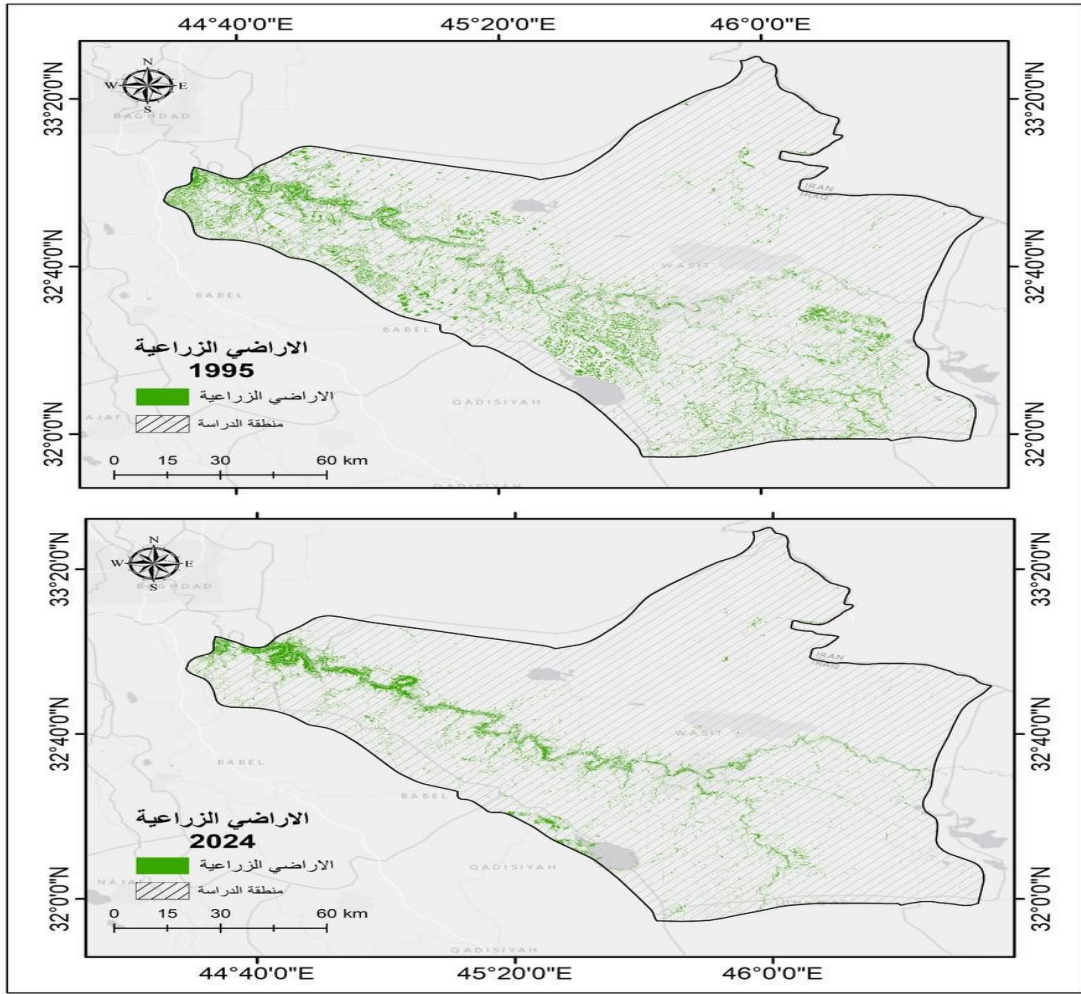 44°40'0"E 45°20'0"E 46°0'0"E
33°20'0"N
32°40'0"N
32°0'0"N
33°20'0"N
32°40'0"N
32°0'0"N
N
W E
S
BAGHDAD
IRAN
WASIT
BABEL
BABEL
QADISIYAH
QADISIYAH
الاراضي الزراعية
1995
الاراضي الزراعية
منطقة الدراسة
0 15 30 60 km
N
W E
S
BAGHDAD
33°20'0"N
32°40'0"N
32°0'0"N
33°20'0"N
32°40'0"N
32°0'0"N
IRAN
WASIT
BABEL
BABEL
QADISIYAH
NAJAF
QADISIYAH
الاراضي الزراعية
2024
الاراضي الزراعية
منطقة الدراسة
0 15 30 60 km
44°40'0"E 45°20'0"E 46°0'0"E